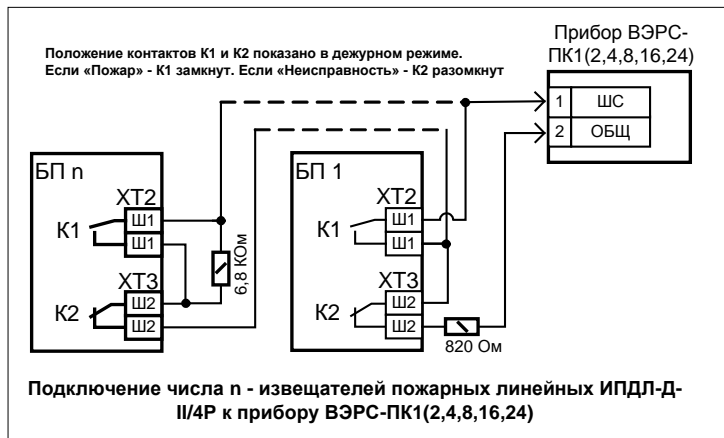 Прибор ВЭРС-
ПК1(2,4,8,16,24)
Положение контактов К1 и К2 показано в дежурном режиме.
Если «Пожар» - К1 замкнут. Если «Неисправность» - К2 разомкнут
1 ШС
2 ОБЩ
БП n
ХТ2
К1
Ш1
Ш1
ХТ3
К2
Ш2
Ш2
6,8 КОм
БП 1
ХТ2
К1
Ш1
Ш1
ХТ3
К2
Ш2
Ш2
820 Ом
Подключение числа n - извещателей пожарных линейных ИПДЛ-Д-
II/4Р к прибору ВЭРС-ПК1(2,4,8,16,24)